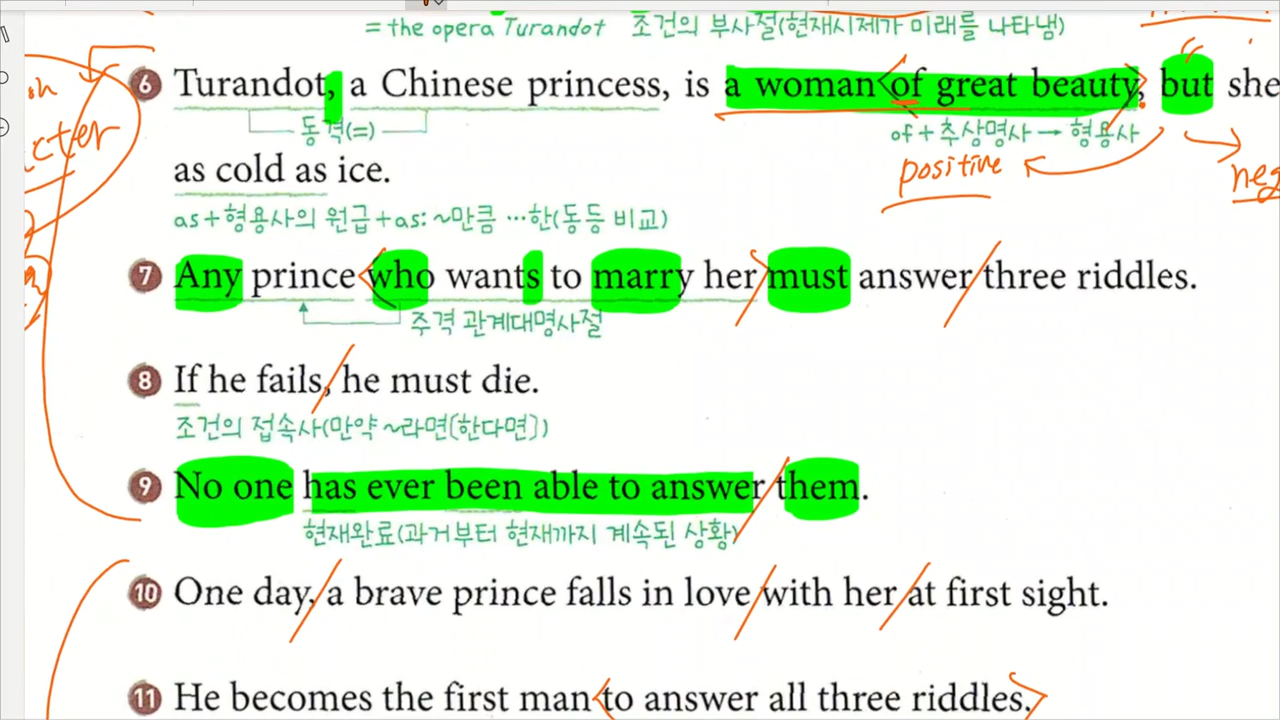 = the opera Turandot 조건의 부사절(현재시제가 미래를 나타냄)
6 Turandot, a Chinese princess, is a woman of great beauty, but she
동격(=) of+추상명사→형용사
positive
as cold as ice.
as+형용사의 원급+as: ~만큼 …한(동등 비교)
7 Any prince who wants to marry her must answer three riddles.
주격 관계대명사절
8 If he fails, he must die.
조건의 접속사(만약 ~라면[한다면])
9 No one has ever been able to answer them.
현재완료(과거부터 현재까지 계속된 상황)
10 One day, a brave prince falls in love with her at first sight.
11 He becomes the first man to answer all three riddles.